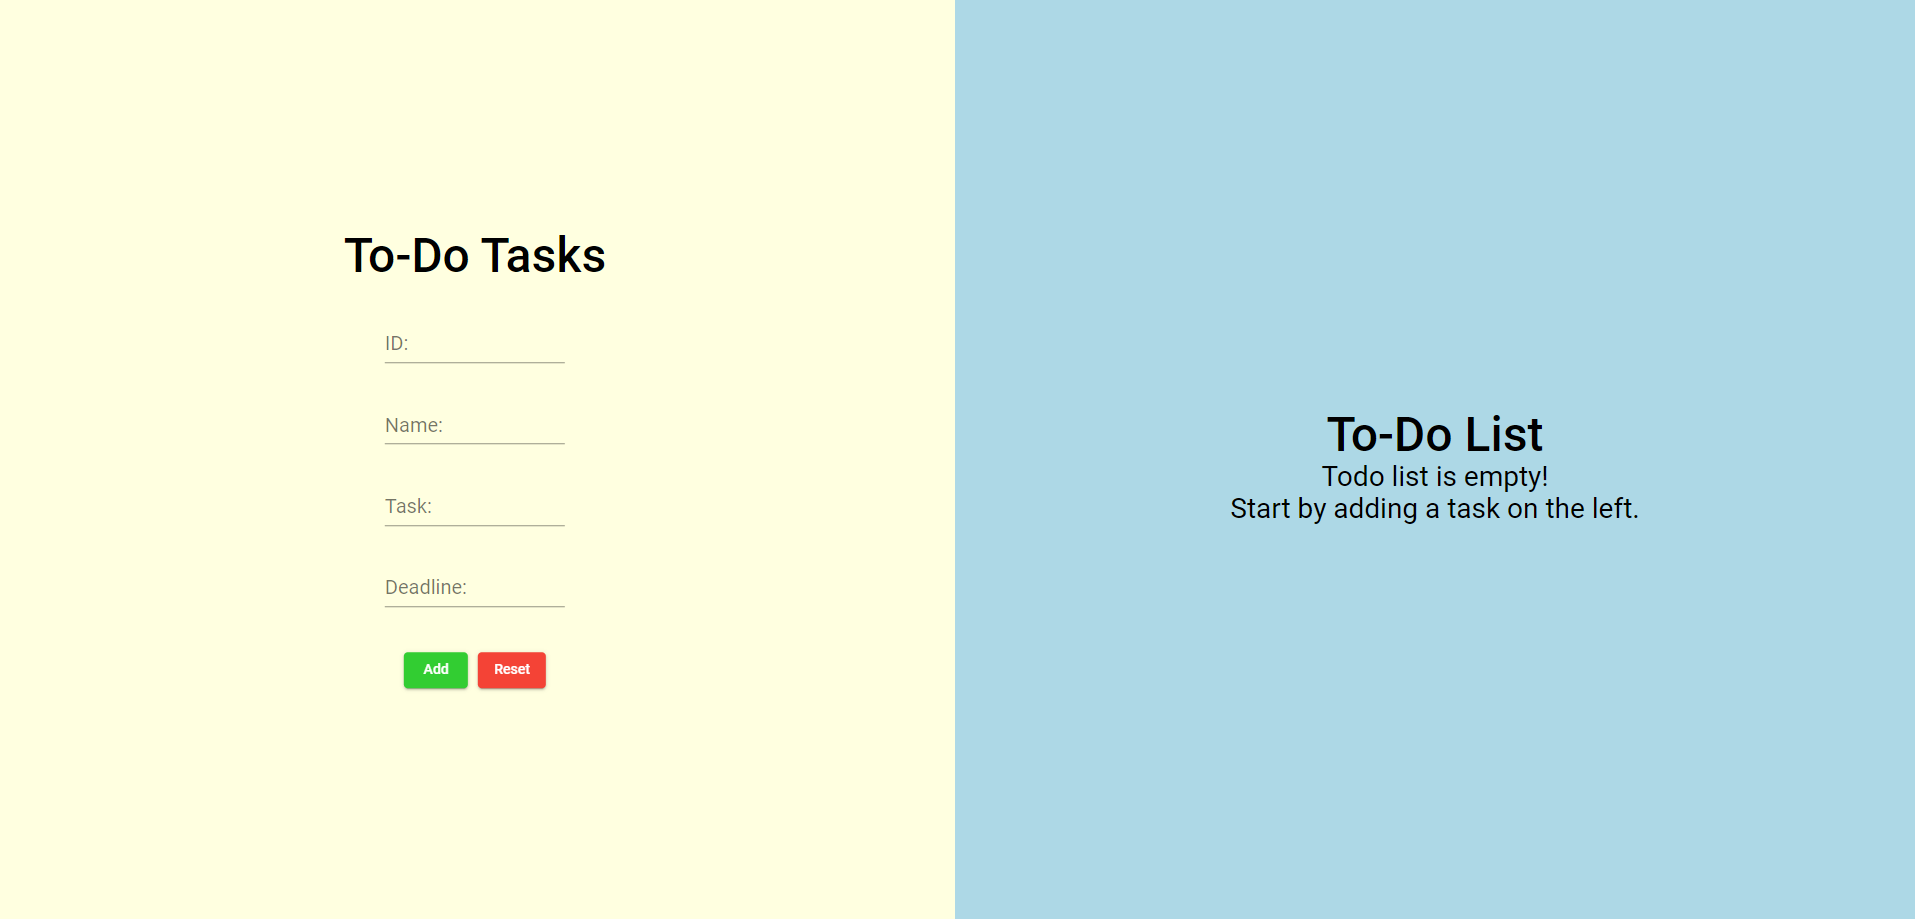 To-Do Tasks
ID:
Name:
Task:
Deadline:
Add Reset
To-Do List
Todo list is empty!
Start by adding a task on the left.